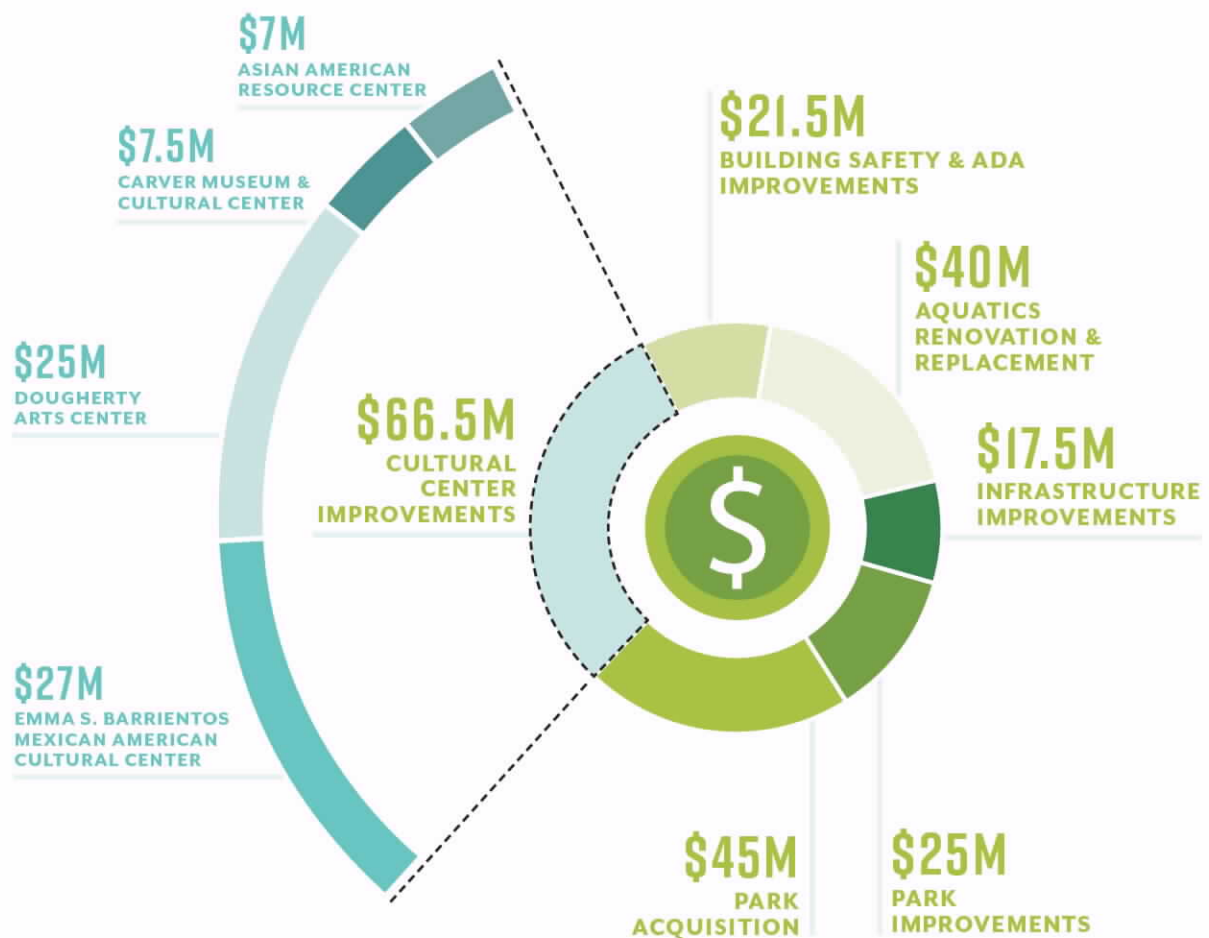 $7M
ASIAN AMERICAN
RESOURCE CENTER
$7.5M
CARVER MUSEUM &
CULTURAL CENTER
$25M
DOUGHERTY
ARTS CENTER
$27M
EMMA S. BARRIENTOS
MEXICAN AMERICAN
CULTURAL CENTER
$66.5M
CULTURAL
CENTER
IMPROVEMENTS
$21.5M
BUILDING SAFETY & ADA
IMPROVEMENTS
$40M
AQUATICS
RENOVATION &
REPLACEMENT
$17.5M
INFRASTRUCTURE
IMPROVEMENTS
$
$45M
PARK
ACQUISITION
$25M
PARK
IMPROVEMENTS